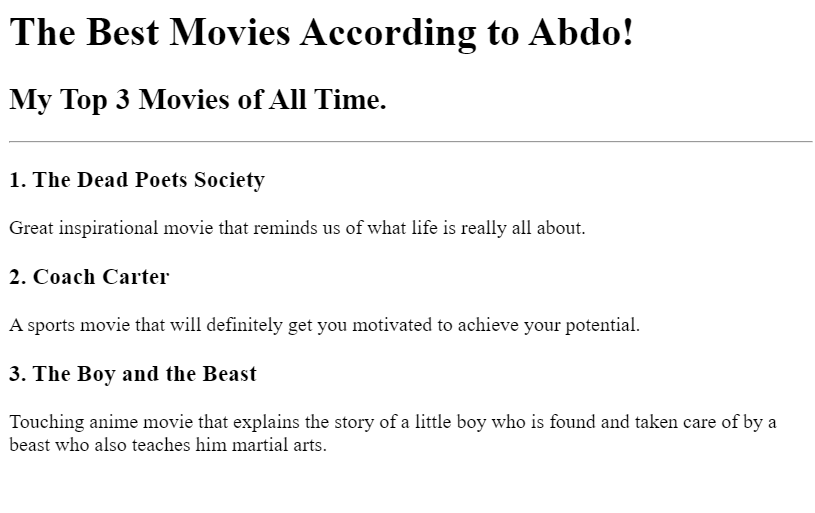 The Best Movies According to Abdo!
My Top 3 Movies of All Time.
1. The Dead Poets Society
Great inspirational movie that reminds us of what life is really all about.
2. Coach Carter
A sports movie that will definitely get you motivated to achieve your potential.
3. The Boy and the Beast
Touching anime movie that explains the story of a little boy who is found and taken care of by a
beast who also teaches him martial arts.